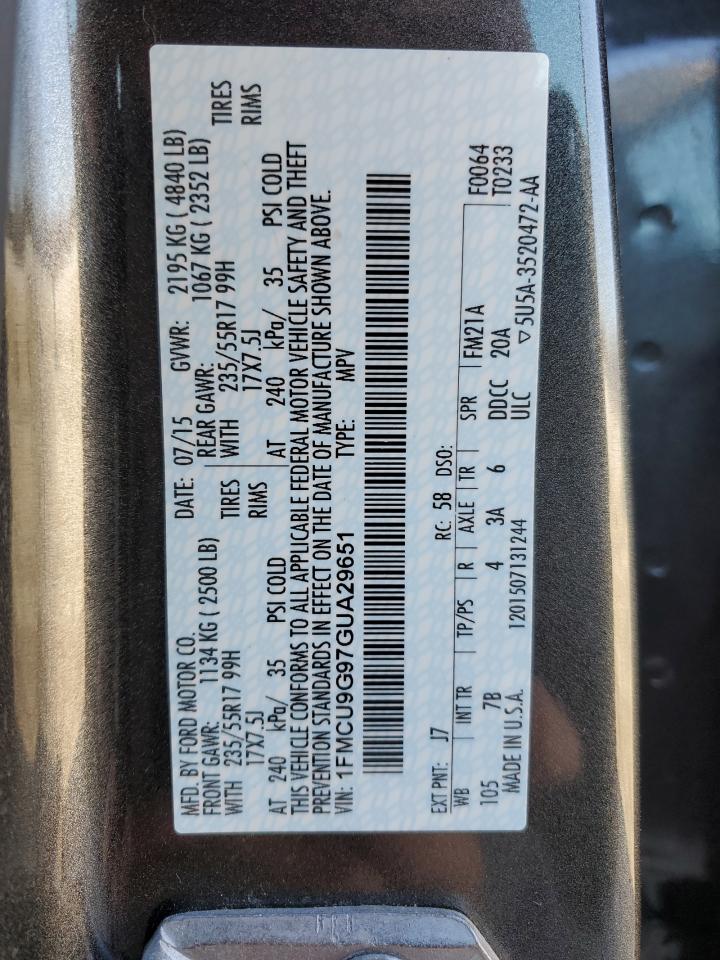 MFD. BY FORD MOTOR CO. DATE: 07/15 GVWR: 2195 KG ( 4840 LB)
FRONT GAWR: 1134 KG ( 2500 LB) REAR GAWR: 1067 KG ( 2352 LB)
WITH 235/55R17 99H TIRES WITH 235/55R17 99H TIRES
17X7.5J RIMS 17X7.5J RIMS
AT 240 kPa/ 35 PSI COLD AT 240 kPa/ 35 PSI COLD
THIS VEHICLE CONFORMS TO ALL APPLICABLE FEDERAL MOTOR VEHICLE SAFETY AND THEFT
PREVENTION STANDARDS IN EFFECT ON THE DATE OF MANUFACTURE SHOWN ABOVE.
VIN: 1FMCU9G97GUA29651 TYPE: MPV
EXT PNT: J7 RC: 58 DSO:
WB INT TR TP/PS R AXLE TR SPR FM21A F0064
105 7B 4 3A 6 DDCC 20A T0233
MADE IN U.S.A. 1201507131244 ULC ▽5U5A-3520472-AA